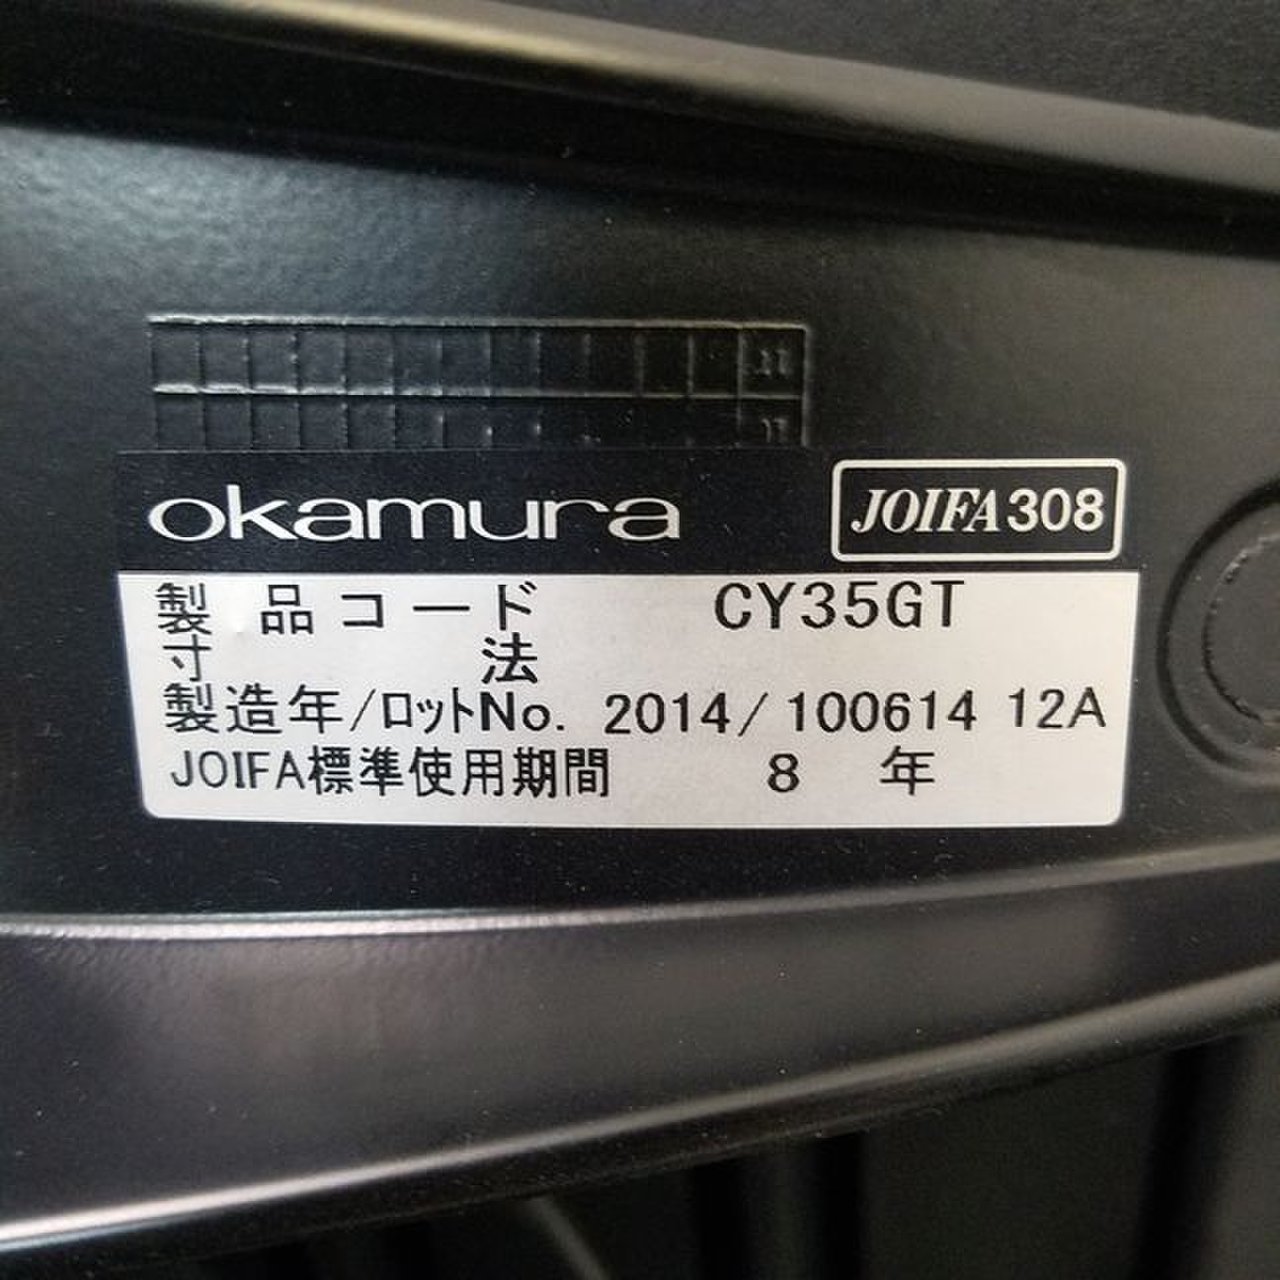 okamura
JOIFA308
製品コード CY35GT
寸法
製造年/ロットNo. 2014/100614 12A
JOIFA標準使用期間 8年